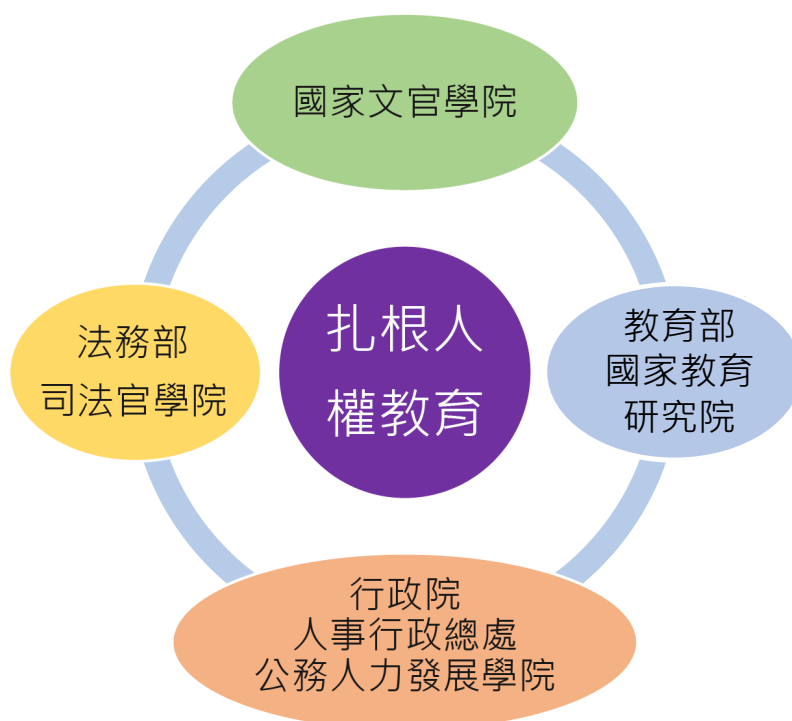 國家文官學院
法務部
司法官學院
扎根人
權教育
教育部
國家教育
研究院
行政院
人事行政總處
公務人力發展學院